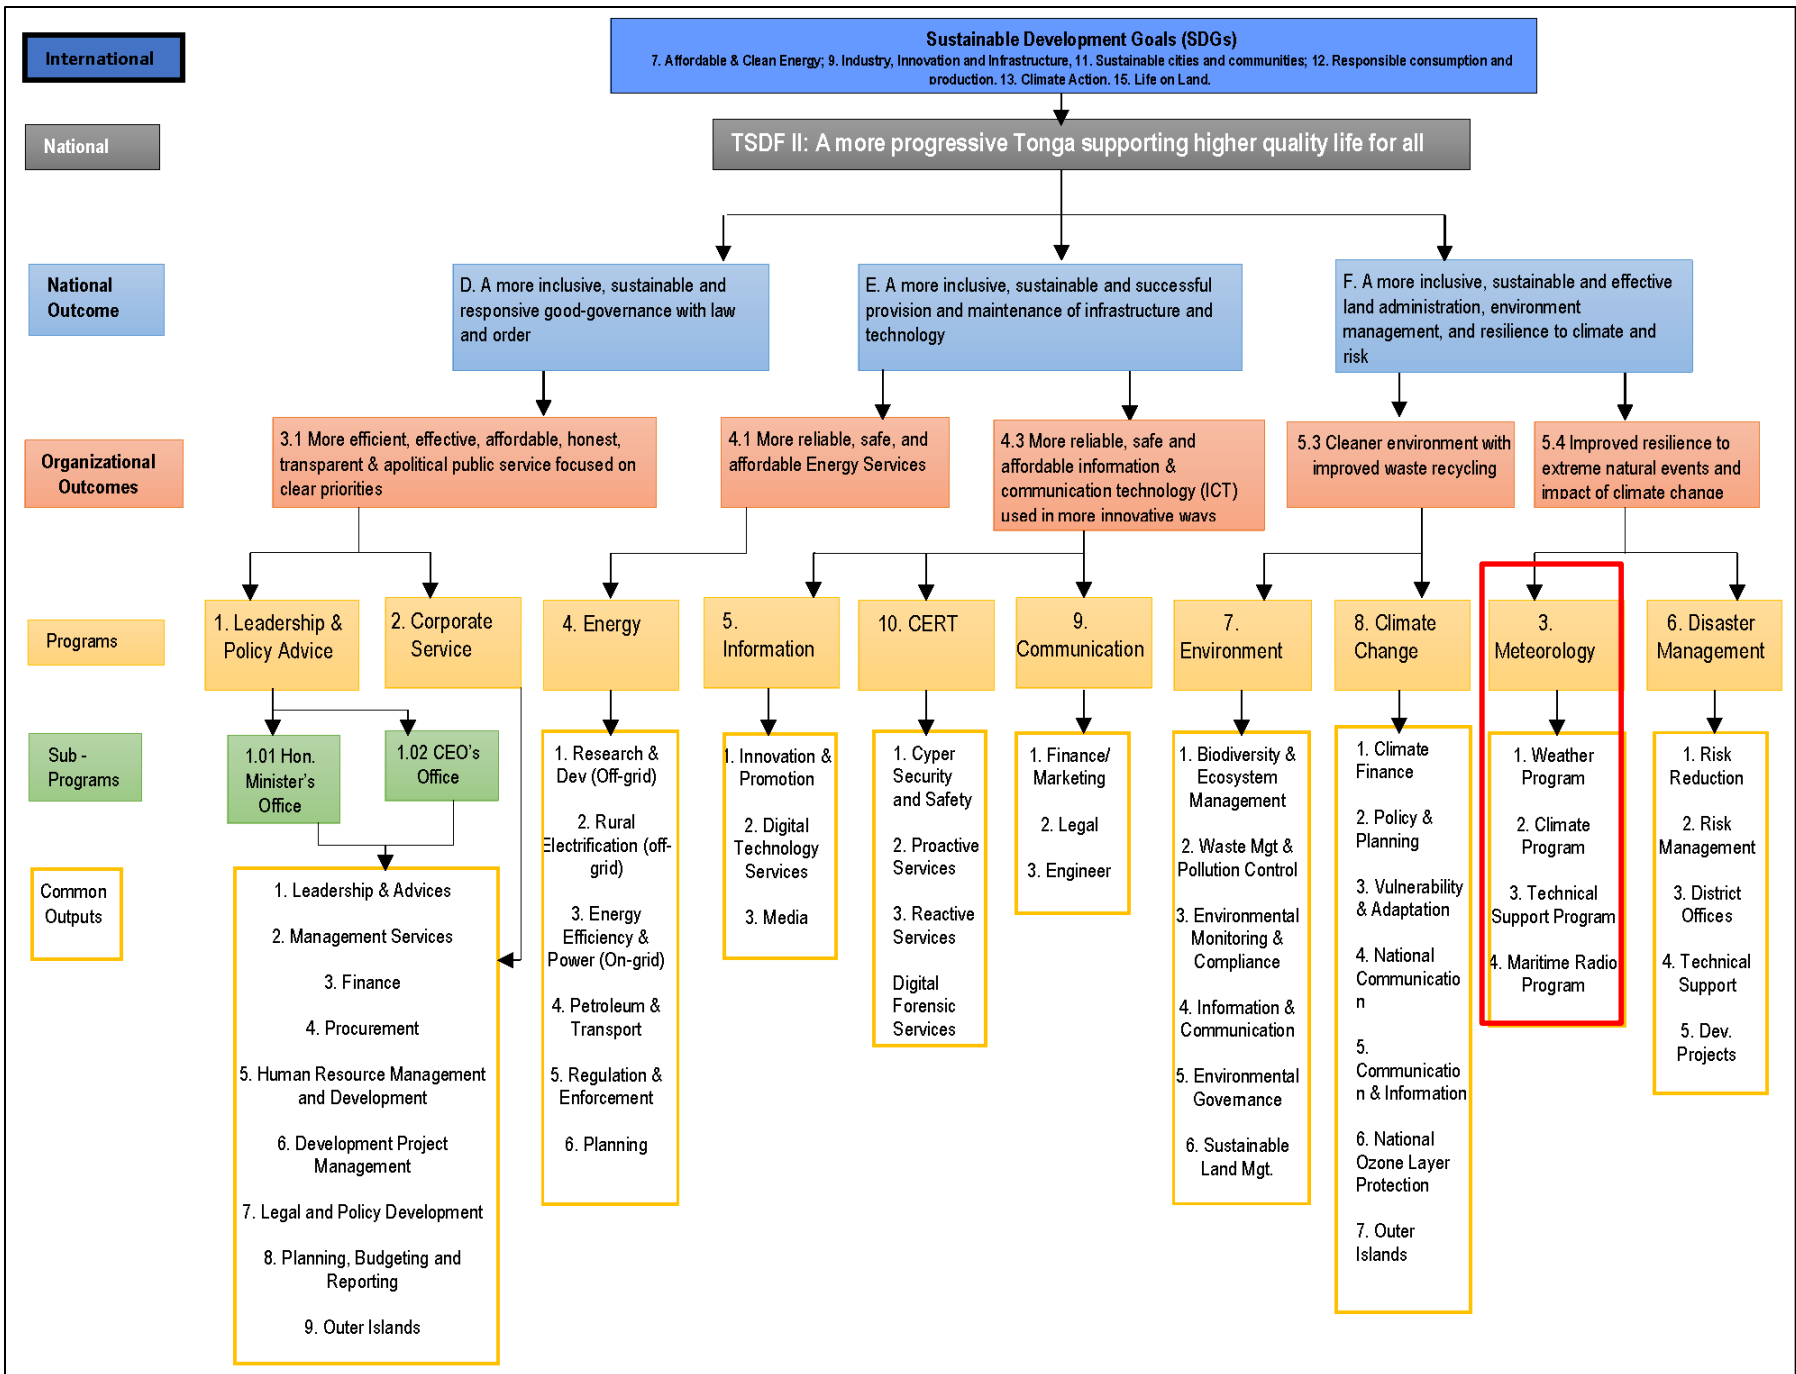 International
Sustainable Development Goals (SDGs)
7. Affordable & Clean Energy; 9. Industry, Innovation and Infrastructure, 11. Sustainable cities and communities; 12. Responsible consumption and
production. 13. Climate Action. 15. Life on Land.
National
TSDF II: A more progressive Tonga supporting higher quality life for all
National
Outcome
D. A more inclusive, sustainable and
responsive good-governance with law
and order
E. A more inclusive, sustainable and successful
provision and maintenance of infrastructure and
technology
F. A more inclusive, sustainable and effective
land administration, environment
management, and resilience to climate and
risk
Organizational
Outcomes
3.1 More efficient, effective, affordable, honest,
transparent & apolitical public service focused on
clear priorities
4.1 More reliable, safe, and
affordable Energy Services
4.3 More reliable, safe and
affordable information &
communication technology (ICT)
used in more innovative ways
5.3 Cleaner environment with
improved waste recycling
5.4 Improved resilience to
extreme natural events and
impact of climate change
Programs
1. Leadership &
Policy Advice
2. Corporate
Service
4. Energy
5.
Information
10. CERT
9.
Communication
7.
Environment
8. Climate
Change
3.
Meteorology
6. Disaster
Management
Sub -
Programs
1.01 Hon.
Minister's
Office
1.02 CEO's
Office
Common
Outputs
1. Leadership & Advices
2. Management Services
3. Finance
4. Procurement
5. Human Resource Management
and Development
6. Development Project
Management
7. Legal and Policy Development
8. Planning, Budgeting and
Reporting
9. Outer Islands
1. Research &
Dev (Off-grid)
2. Rural
Electrification (off-
grid)
3. Energy
Efficiency &
Power (On-grid)
4. Petroleum &
Transport
5. Regulation &
Enforcement
6. Planning
1. Innovation &
Promotion
2. Digital
Technology
Services
3. Media
1. Cyper
Security
and Safety
2. Proactive
Services
3. Reactive
Services
Digital
Forensic
Services
1. Finance/
Marketing
2. Legal
3. Engineer
1. Biodiversity &
Ecosystem
Management
2. Waste Mgt &
Pollution Control
3. Environmental
Monitoring &
Compliance
4. Information &
Communication
5. Environmental
Governance
6. Sustainable
Land Mgt.
1. Climate
Finance
2. Policy &
Planning
3. Vulnerability
& Adaptation
4. National
Communicatio
n
5.
Communicatio
n & Information
6. National
Ozone Layer
Protection
7. Outer
Islands
1. Weather
Program
2. Climate
Program
3. Technical
Support Program
4. Maritime Radio
Program
1. Risk
Reduction
2. Risk
Management
3. District
Offices
4. Technical
Support
5. Dev.
Projects